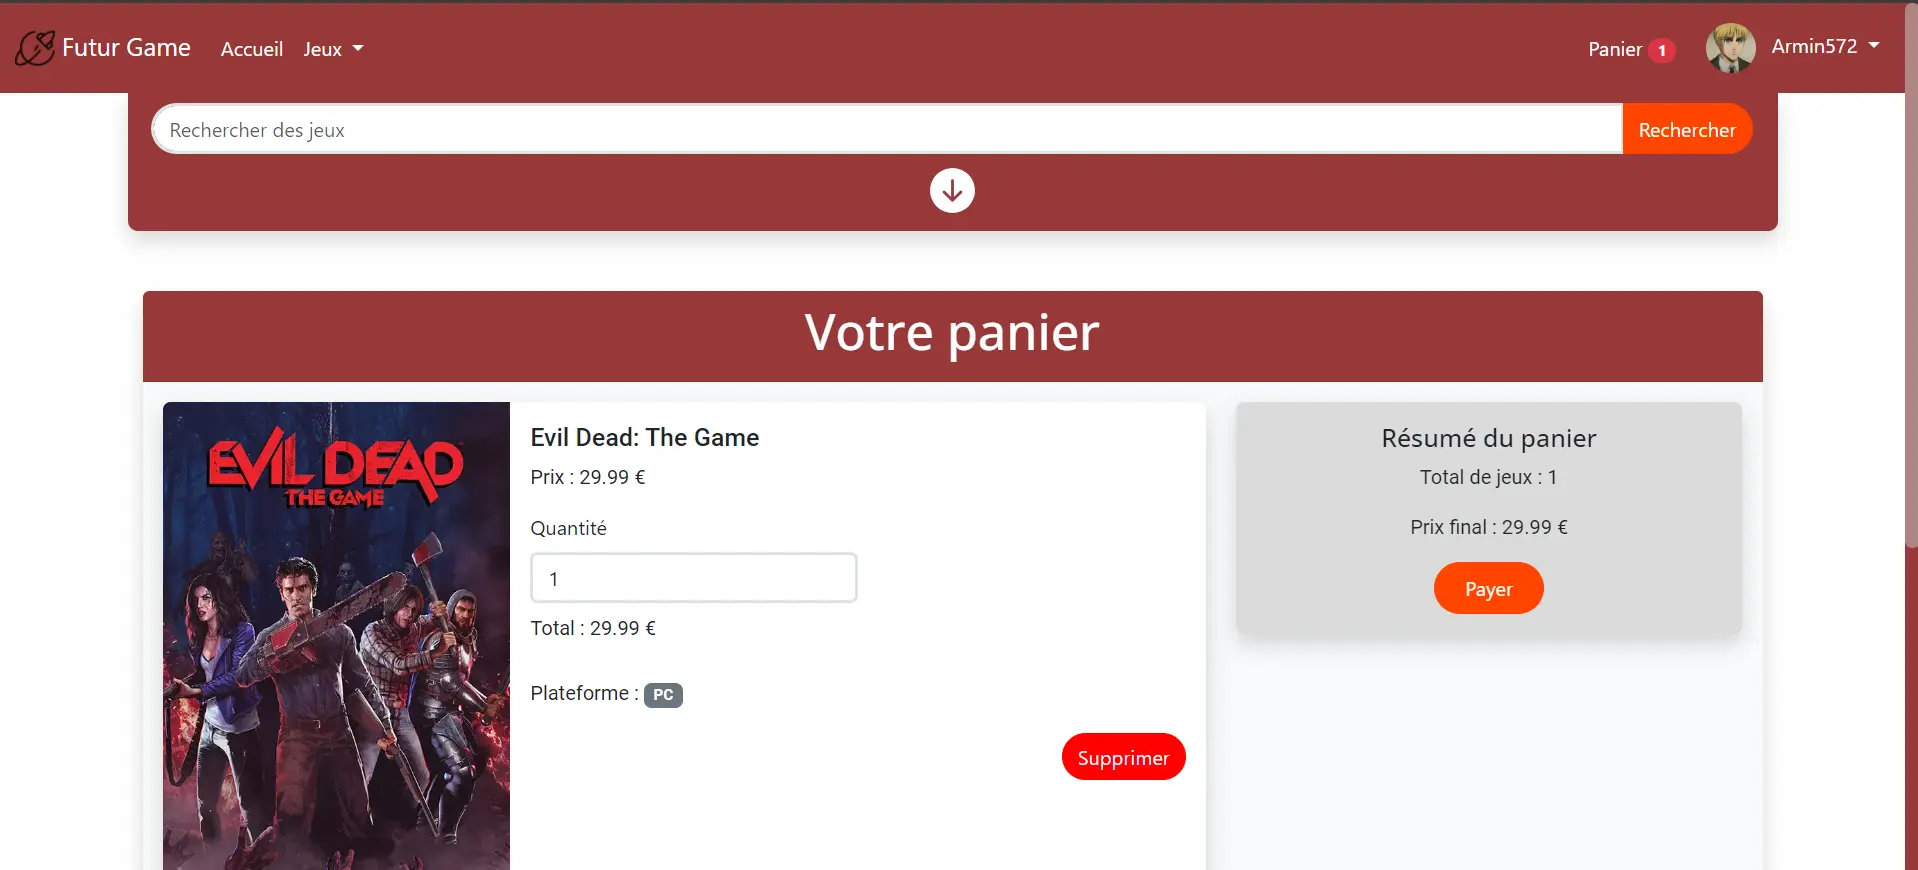 Futur Game
Accueil
Jeux
Panier 1
Armin572
Rechercher des jeux
Rechercher
Votre panier
EVIL DEAD
THE GAME
Evil Dead: The Game
Prix : 29.99 €
Quantité
1
Total : 29.99 €
Plateforme : PC
Supprimer
Résumé du panier
Total de jeux : 1
Prix final : 29.99 €
Payer